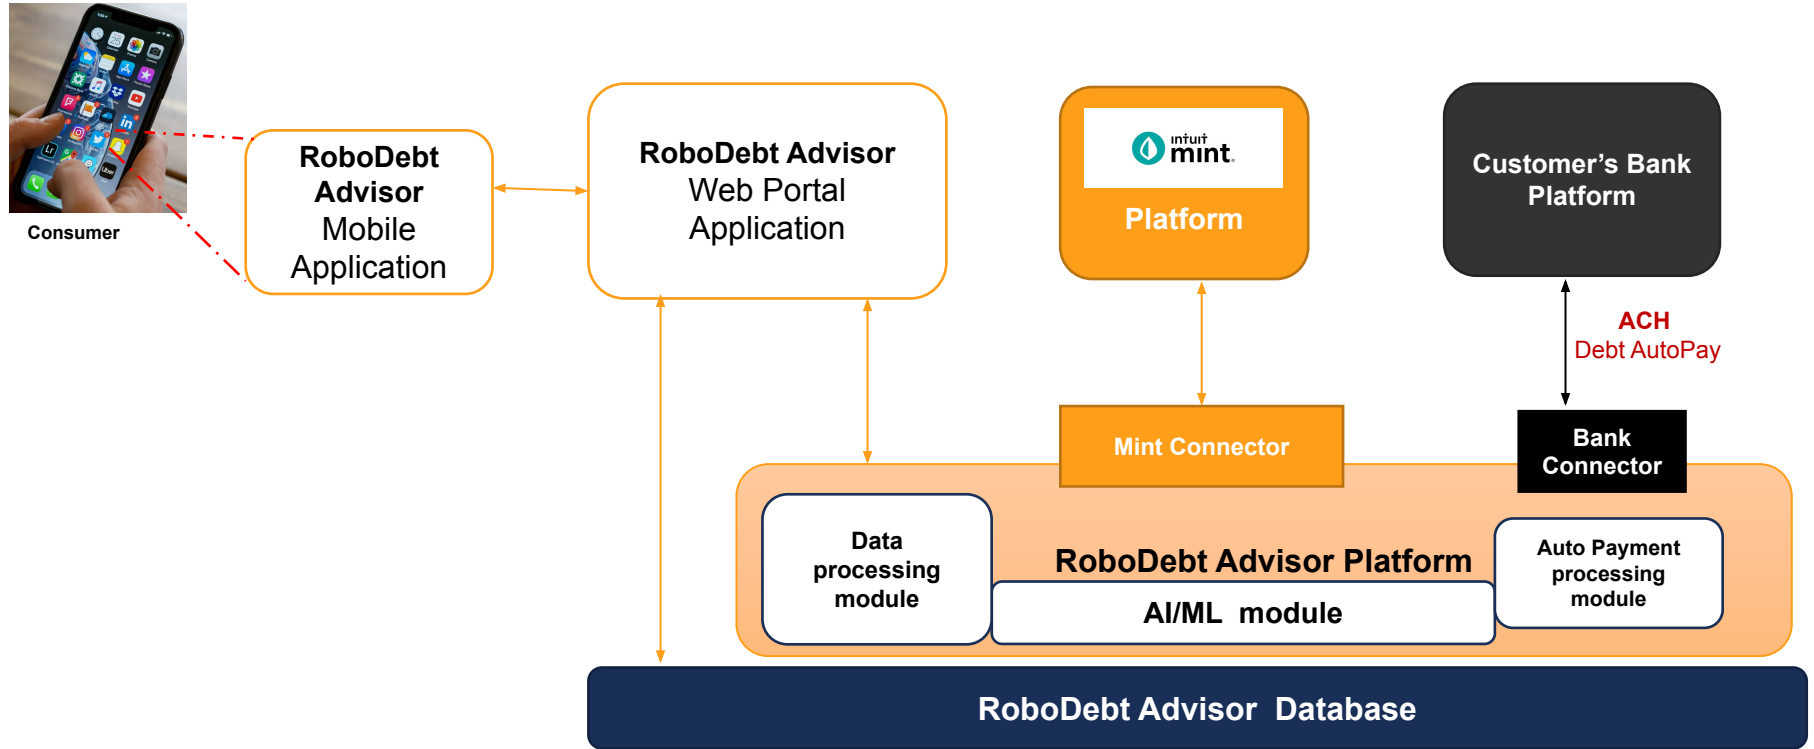 Consumer
RoboDebt
Advisor
Mobile
Application
RoboDebt Advisor
Web Portal
Application
intuit
mint.
Platform
Customer’s Bank
Platform
ACH
Debt AutoPay
Mint Connector
Bank
Connector
Data
processing
module
RoboDebt Advisor Platform
AI/ML module
Auto Payment
processing
module
RoboDebt Advisor Database